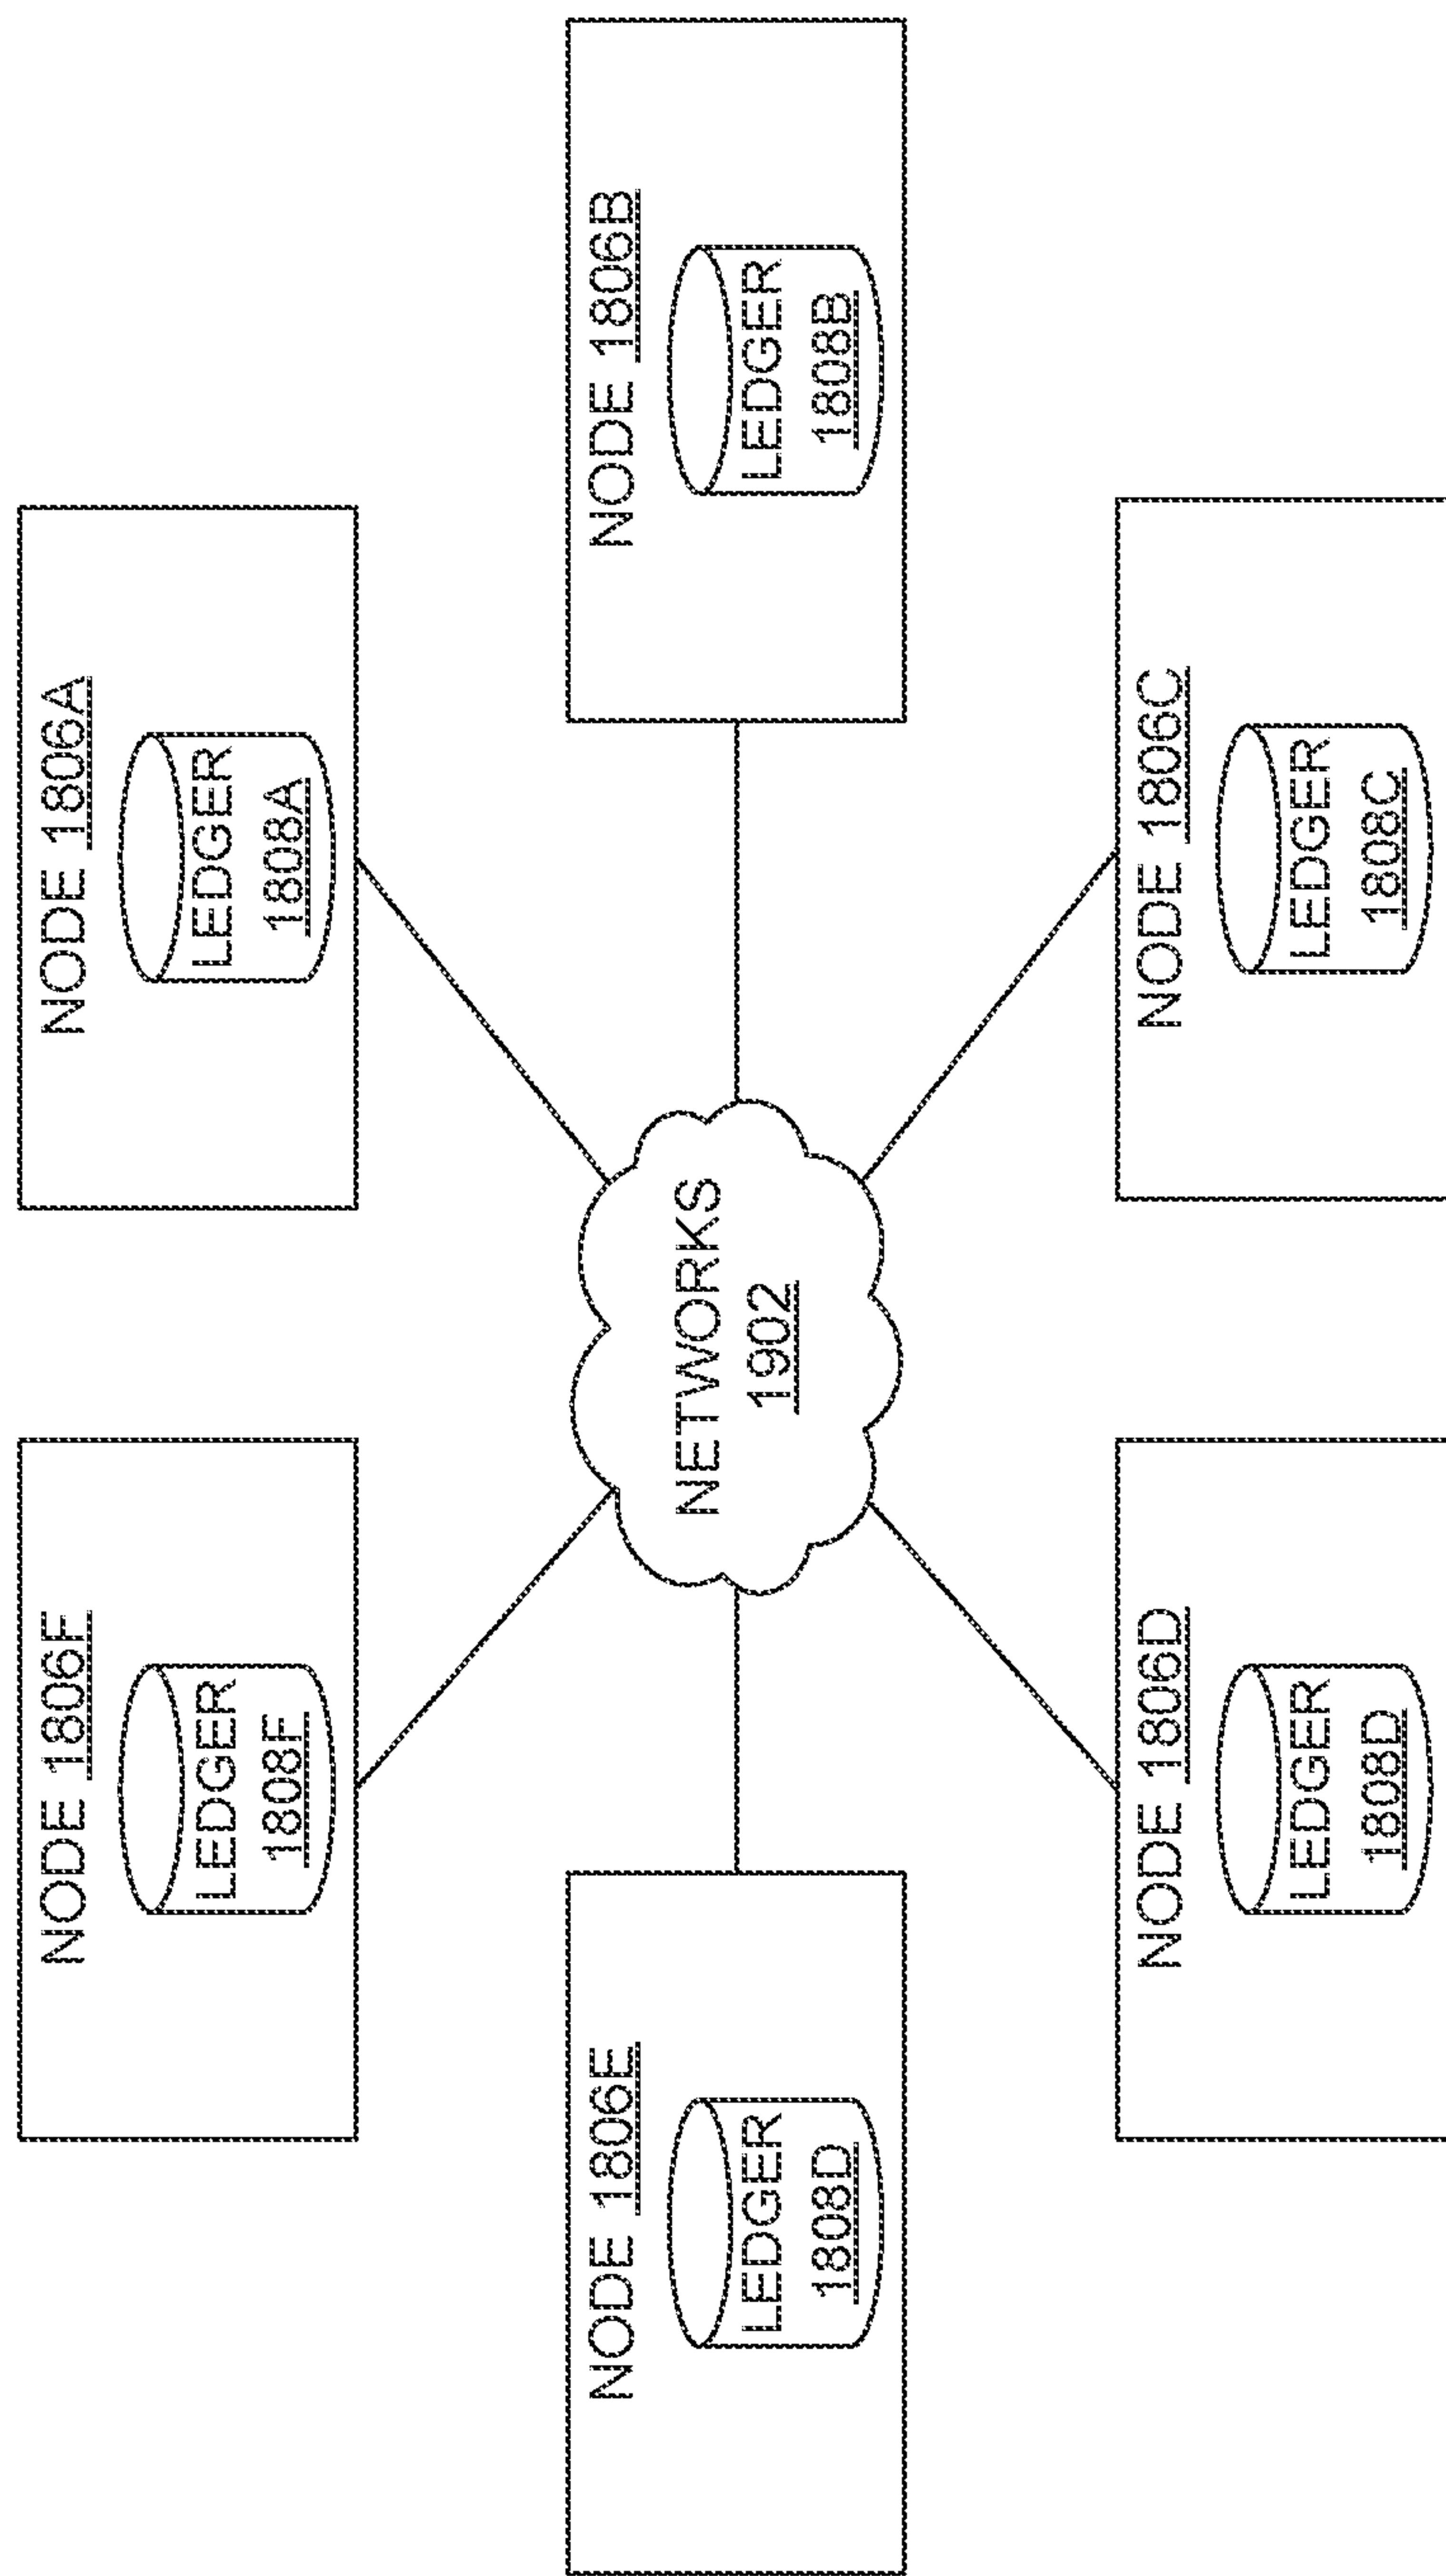 NODE 1806F
LEDGER
1808F
NODE 1806A
LEDGER
1808A
NODE 1806E
LEDGER
1808D
NETWORKS
1902
NODE 1806B
LEDGER
1808B
NODE 1806D
LEDGER
1808D
NODE 1806C
LEDGER
1808C